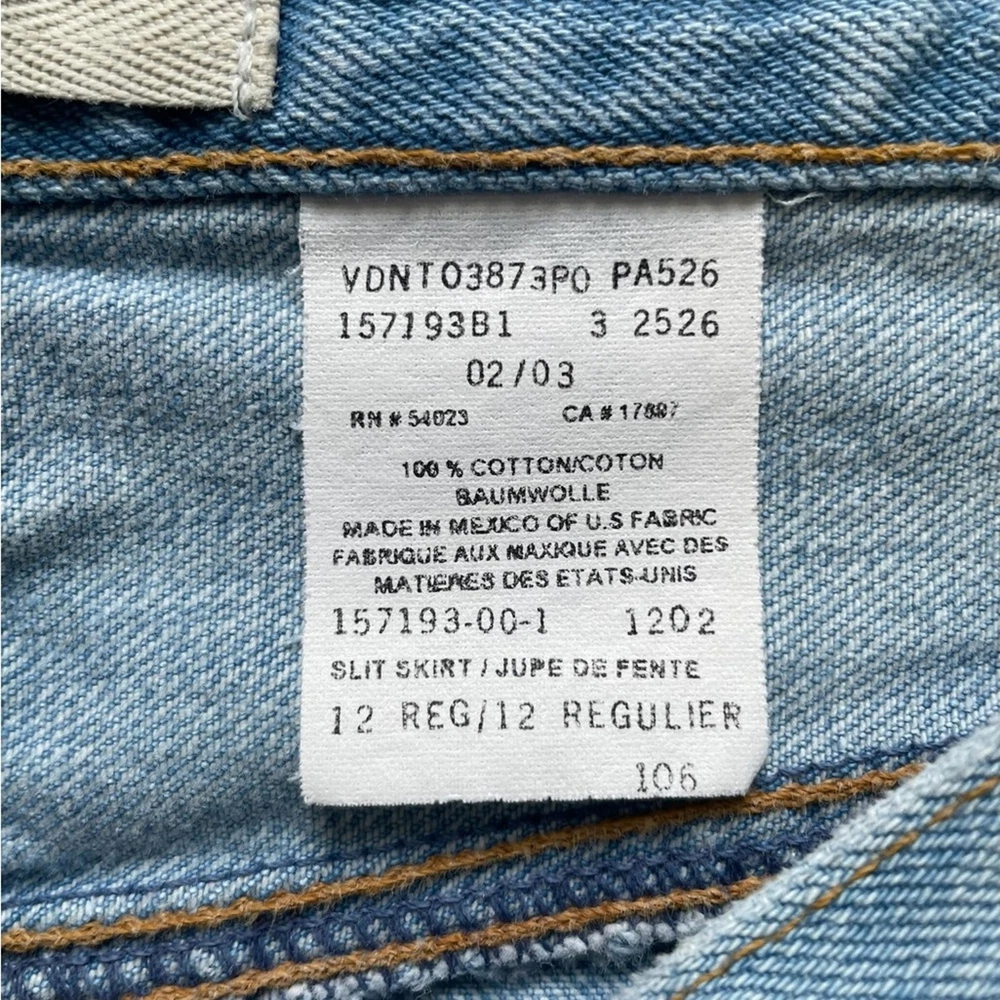 VDNT03873P0 PA526
157193B1 3 2526
02/03
RN # 54023 CA #
100 % COTTON/COTON
BAUMWOLLE
MADE IN MEXICO OF U.S FABRIC
FABRIQUE AUX MAXIQUE AVEC DES
MATIERES DES ETATS-UNIS
157193-00-1 1202
SLIT SKIRT / JUPE DE FENTE
12 REG/12 REGULIER
106